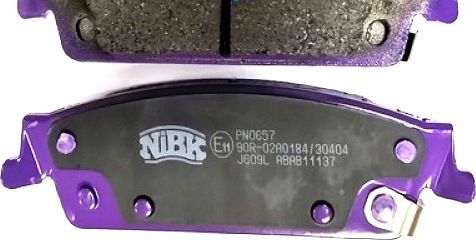 NiBK
E11
PN0657
90R-02A0184/30404
J609L ABAB11137